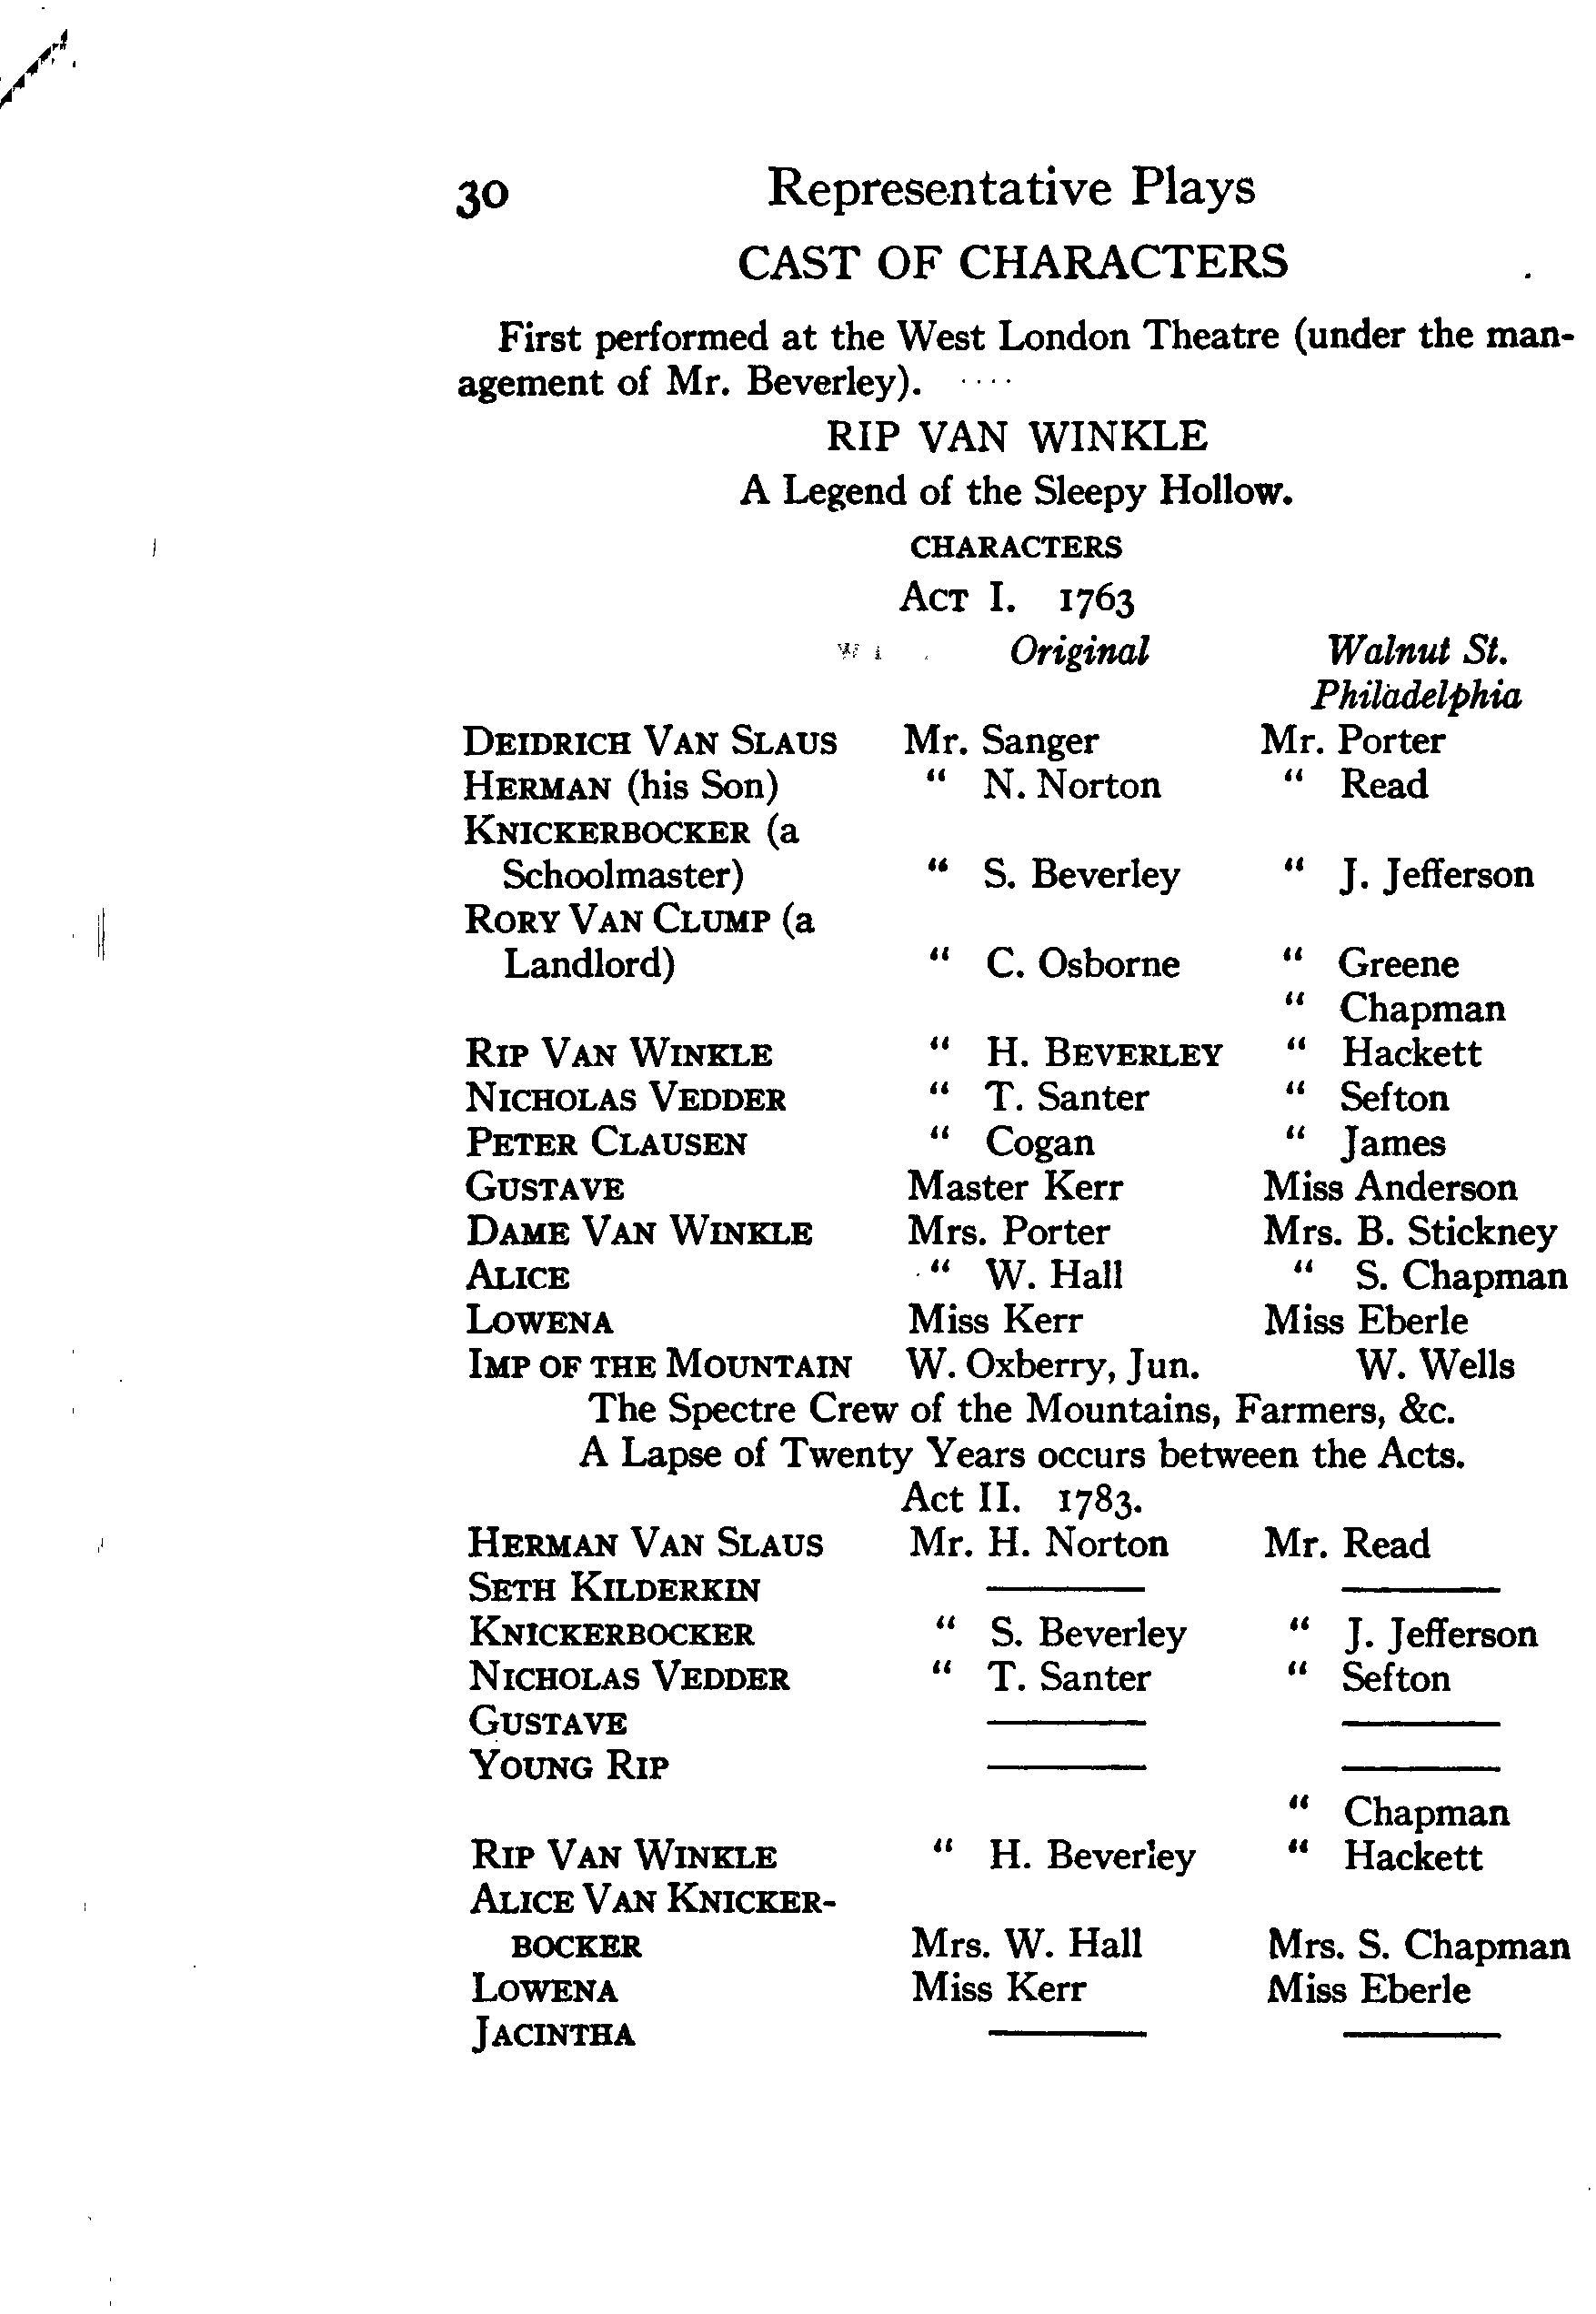 30 Representative Plays
CAST OF CHARACTERS
First performed at the West London Theatre (under the man-
agement of Mr. Beverley).
RIP VAN WINKLE
A Legend of the Sleepy Hollow.
CHARACTERS
ACT I. 1763
Original Walnut St.
Philadelphia
DEIDRICH VAN SLAUS Mr. Sanger Mr. Porter
HERMAN (his Son) " N. Norton " Read
KNICKERBOCKER (a
Schoolmaster) " S. Beverley " J. Jefferson
RORY VAN CLUMP (a
Landlord) " C. Osborne " Greene
" Chapman
RIP VAN WINKLE " H. BEVERLEY " Hackett
NICHOLAS VEDDER " T. Santer " Sefton
PETER CLAUSEN " Cogan " James
GUSTAVE Master Kerr Miss Anderson
DAME VAN WINKLE Mrs. Porter Mrs. B. Stickney
ALICE " W. Hall " S. Chapman
LOWENA Miss Kerr Miss Eberle
IMP OF THE MOUNTAIN W. Oxberry, Jun. W. Wells
The Spectre Crew of the Mountains, Farmers, &c.
A Lapse of Twenty Years occurs between the Acts.
Act II. 1783.
HERMAN VAN SLAUS Mr. H. Norton Mr. Read
SETH KILDERKIN ——— ———
KNICKERBOCKER " S. Beverley " J. Jefferson
NICHOLAS VEDDER " T. Santer " Sefton
GUSTAVE ——— ———
YOUNG RIP ——— ———
" Chapman
RIP VAN WINKLE " H. Beverley " Hackett
ALICE VAN KNICKER-
BOCKER Mrs. W. Hall Mrs. S. Chapman
LOWENA Miss Kerr Miss Eberle
JACINTHA ——— ———